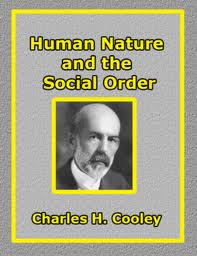 Human Nature
and the
Social Order
Charles H. Cooley